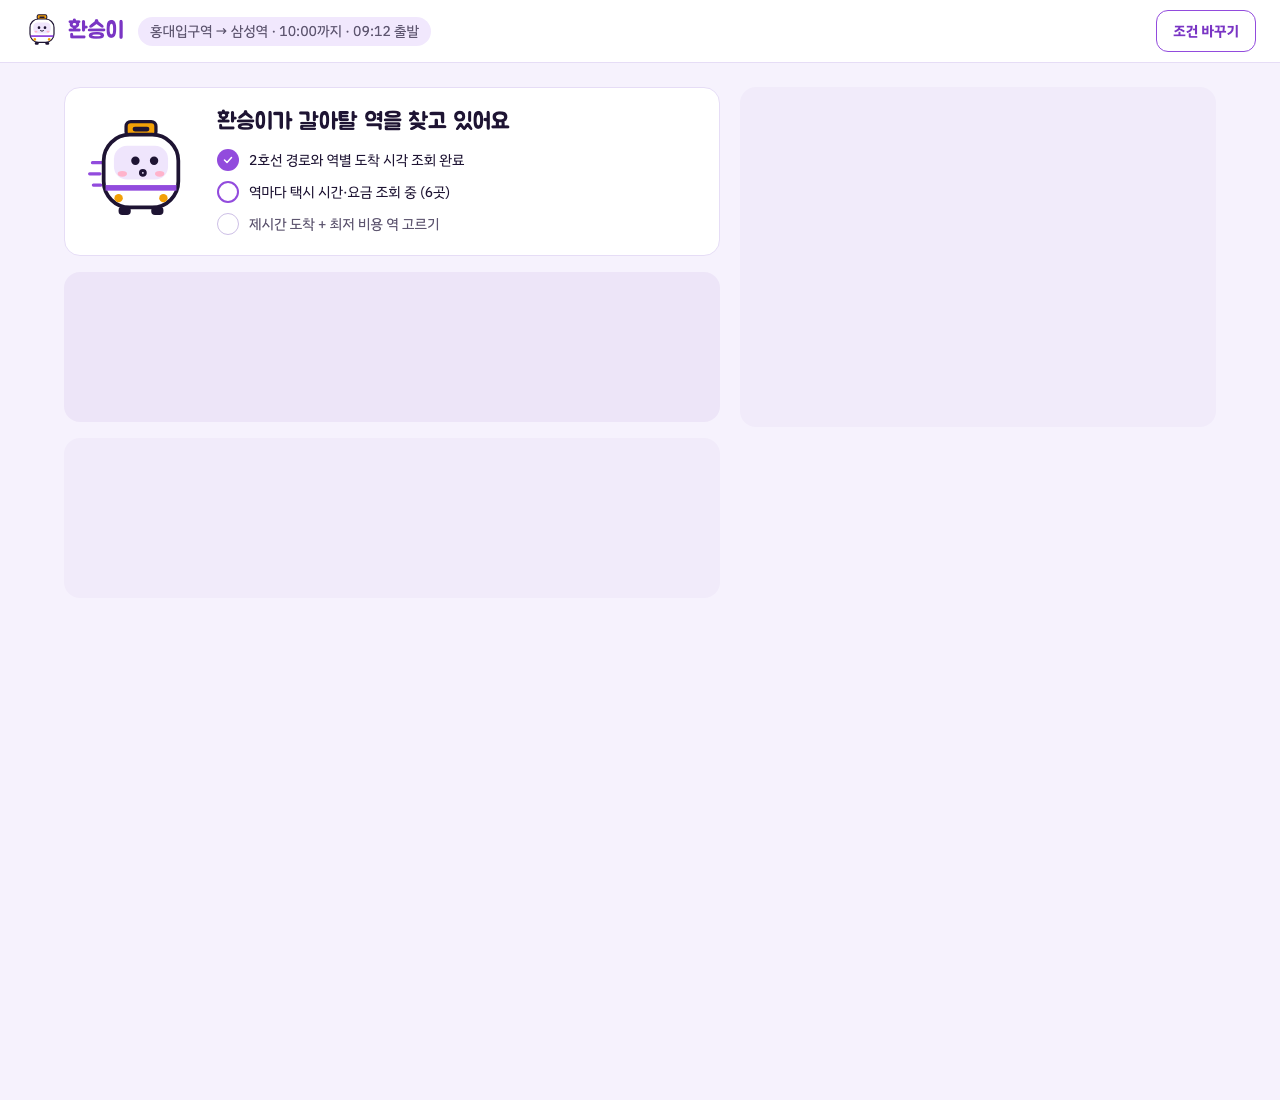 환승이
홍대입구역 → 삼성역 · 10:00까지 · 09:12 출발
조건 바꾸기
환승이가 갈아탈 역을 찾고 있어요
2호선 경로와 역별 도착 시각 조회 완료
역마다 택시 시간·요금 조회 중 (6곳)
제시간 도착 + 최저 비용 역 고르기